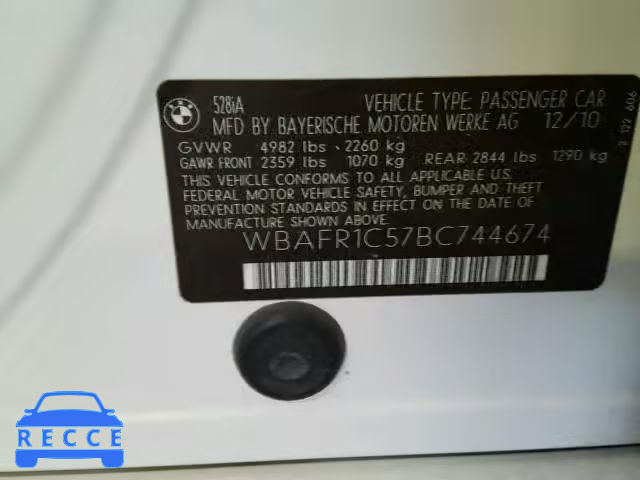 BMW
528iA VEHICLE TYPE: PASSENGER CAR
MFD BY BAYERISCHE MOTOREN WERKE AG 12/10
GVWR 4982 lbs - 2260 kg
GAWR FRONT 2359 lbs 1070 kg REAR 2844 lbs 1290 kg
THIS VEHICLE CONFORMS TO ALL APPLICABLE U.S.
FEDERAL MOTOR VEHICLE SAFETY, BUMPER AND THEFT
PREVENTION STANDARDS IN EFFECT ON THE DATE OF
MANUFACTURE SHOWN ABOVE.
WBAFR1C57BC744674
RECCE